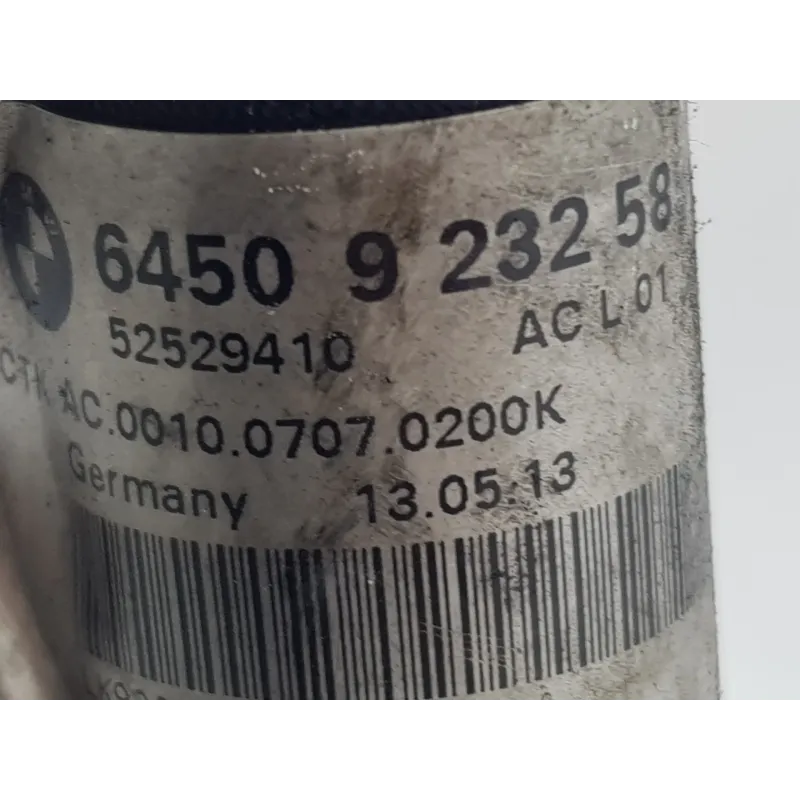 6450 9 232 58
52529410 AC L 01
AC.0010.0707.0200K
Germany 13.05.13